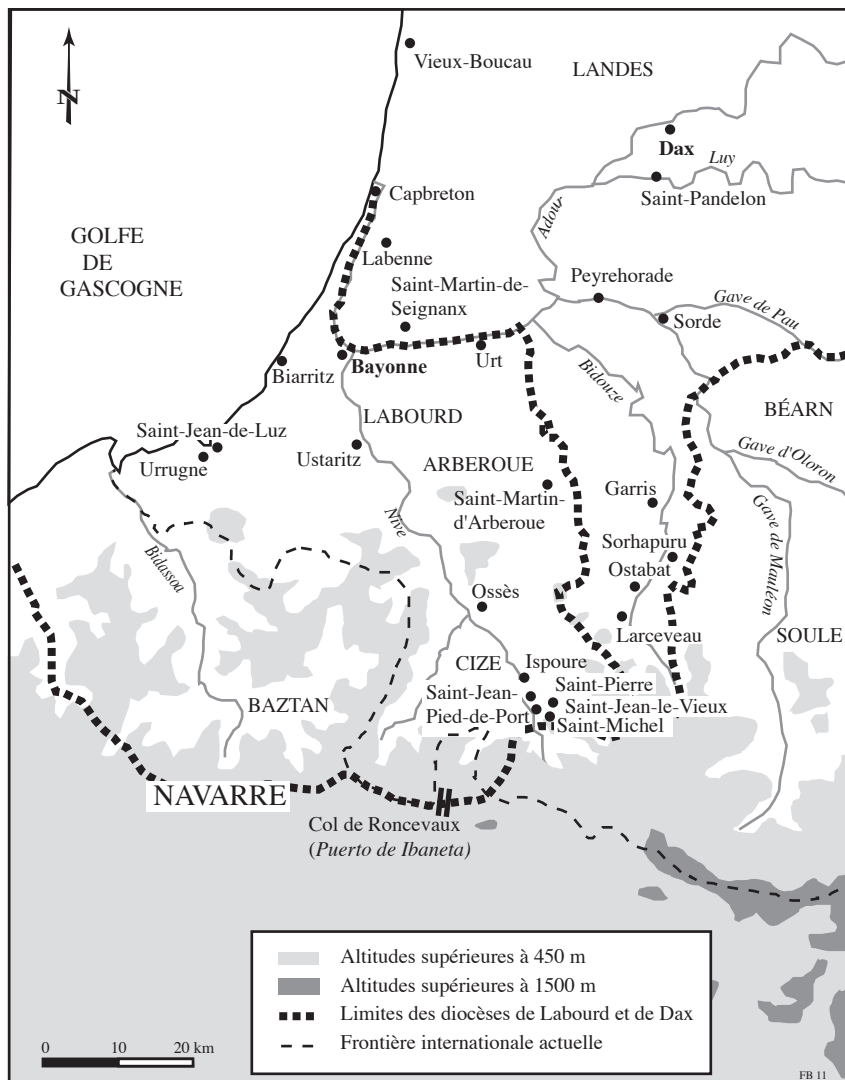 N
Vieux-Boucau
LANDES
Dax
Luy
Saint-Pandelon
Capbreton
Adour
GOLFE
DE
GASCOGNE
Labenne
Saint-Martin-de-
Seignanx
Peyrehorade
Gave de Pau
Sorde
Biarritz
Bayonne
Urt
Bidouze
BÉARN
LABOURD
Saint-Jean-de-Luz
Urrugne
Ustaritz
ARBEROUE
Gave d'Oloron
Saint-Martin-
d'Arberoue
Garris
Nive
Gave de Mauléon
Bidassoa
Sorhapuru
Ostabat
Ossès
Larceveau
SOULE
CIZE
Ispoure
Saint-Pierre
Saint-Jean-
Pied-de-Port
Saint-Jean-le-Vieux
Saint-Michel
BAZTAN
NAVARRE
Col de Roncevaux
(Puerto de Ibaneta)
Altitudes supérieures à 450 m
Altitudes supérieures à 1500 m
Limites des diocèses de Labourd et de Dax
Frontière internationale actuelle
0 10 20 km
FB 11